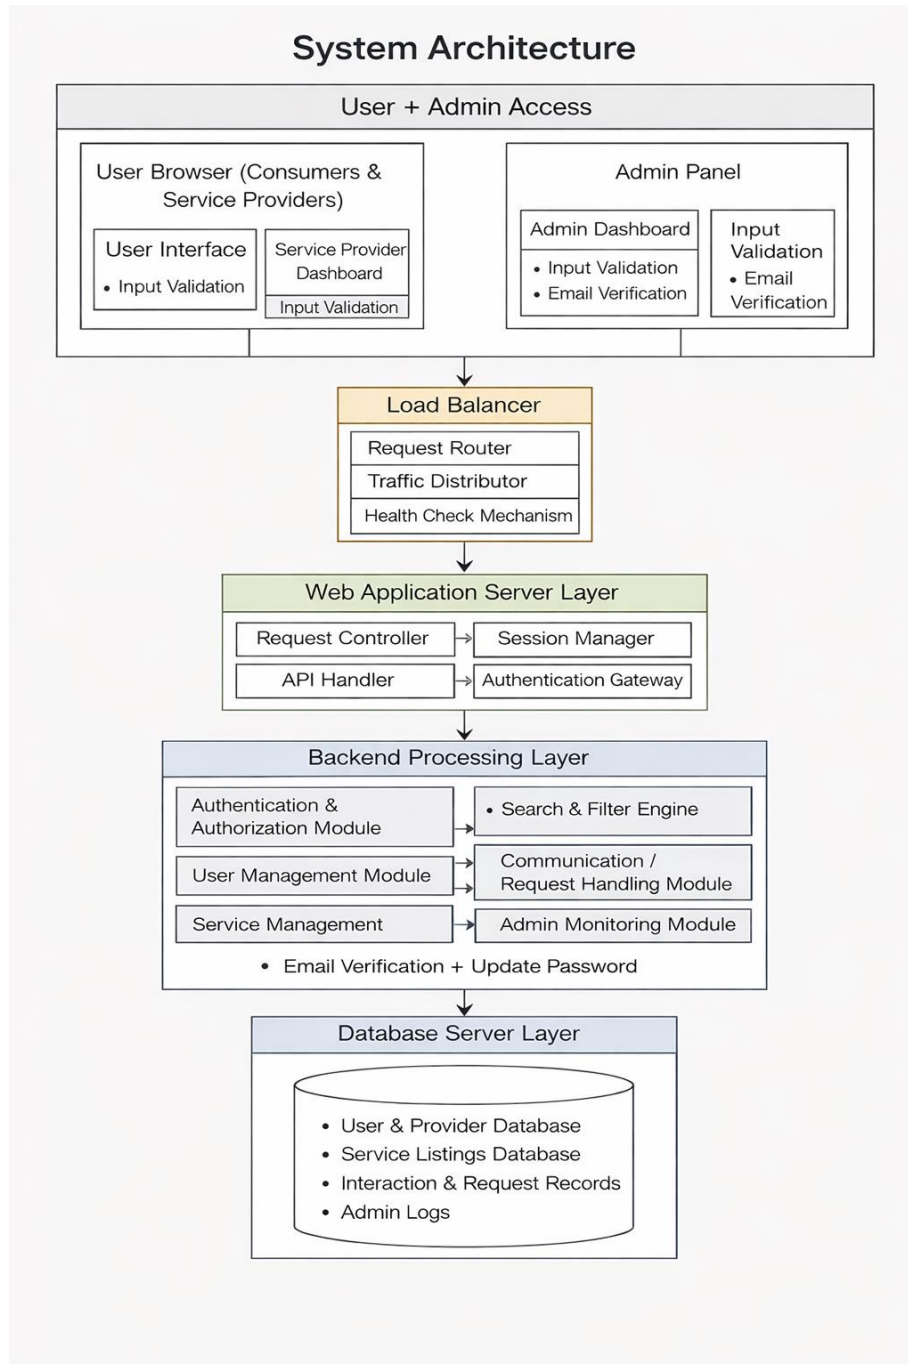 System Architecture
User + Admin Access
User Browser (Consumers &
Service Providers)
User Interface
• Input Validation
Service Provider
Dashboard
Input Validation
Admin Panel
Admin Dashboard
• Input Validation
• Email Verification
Input
Validation
• Email
Verification
Load Balancer
Request Router
Traffic Distributor
Health Check Mechanism
Web Application Server Layer
Request Controller
Session Manager
API Handler
Authentication Gateway
Backend Processing Layer
Authentication &
Authorization Module
• Search & Filter Engine
User Management Module
Communication /
Request Handling Module
Service Management
Admin Monitoring Module
• Email Verification + Update Password
Database Server Layer
• User & Provider Database
• Service Listings Database
• Interaction & Request Records
• Admin Logs